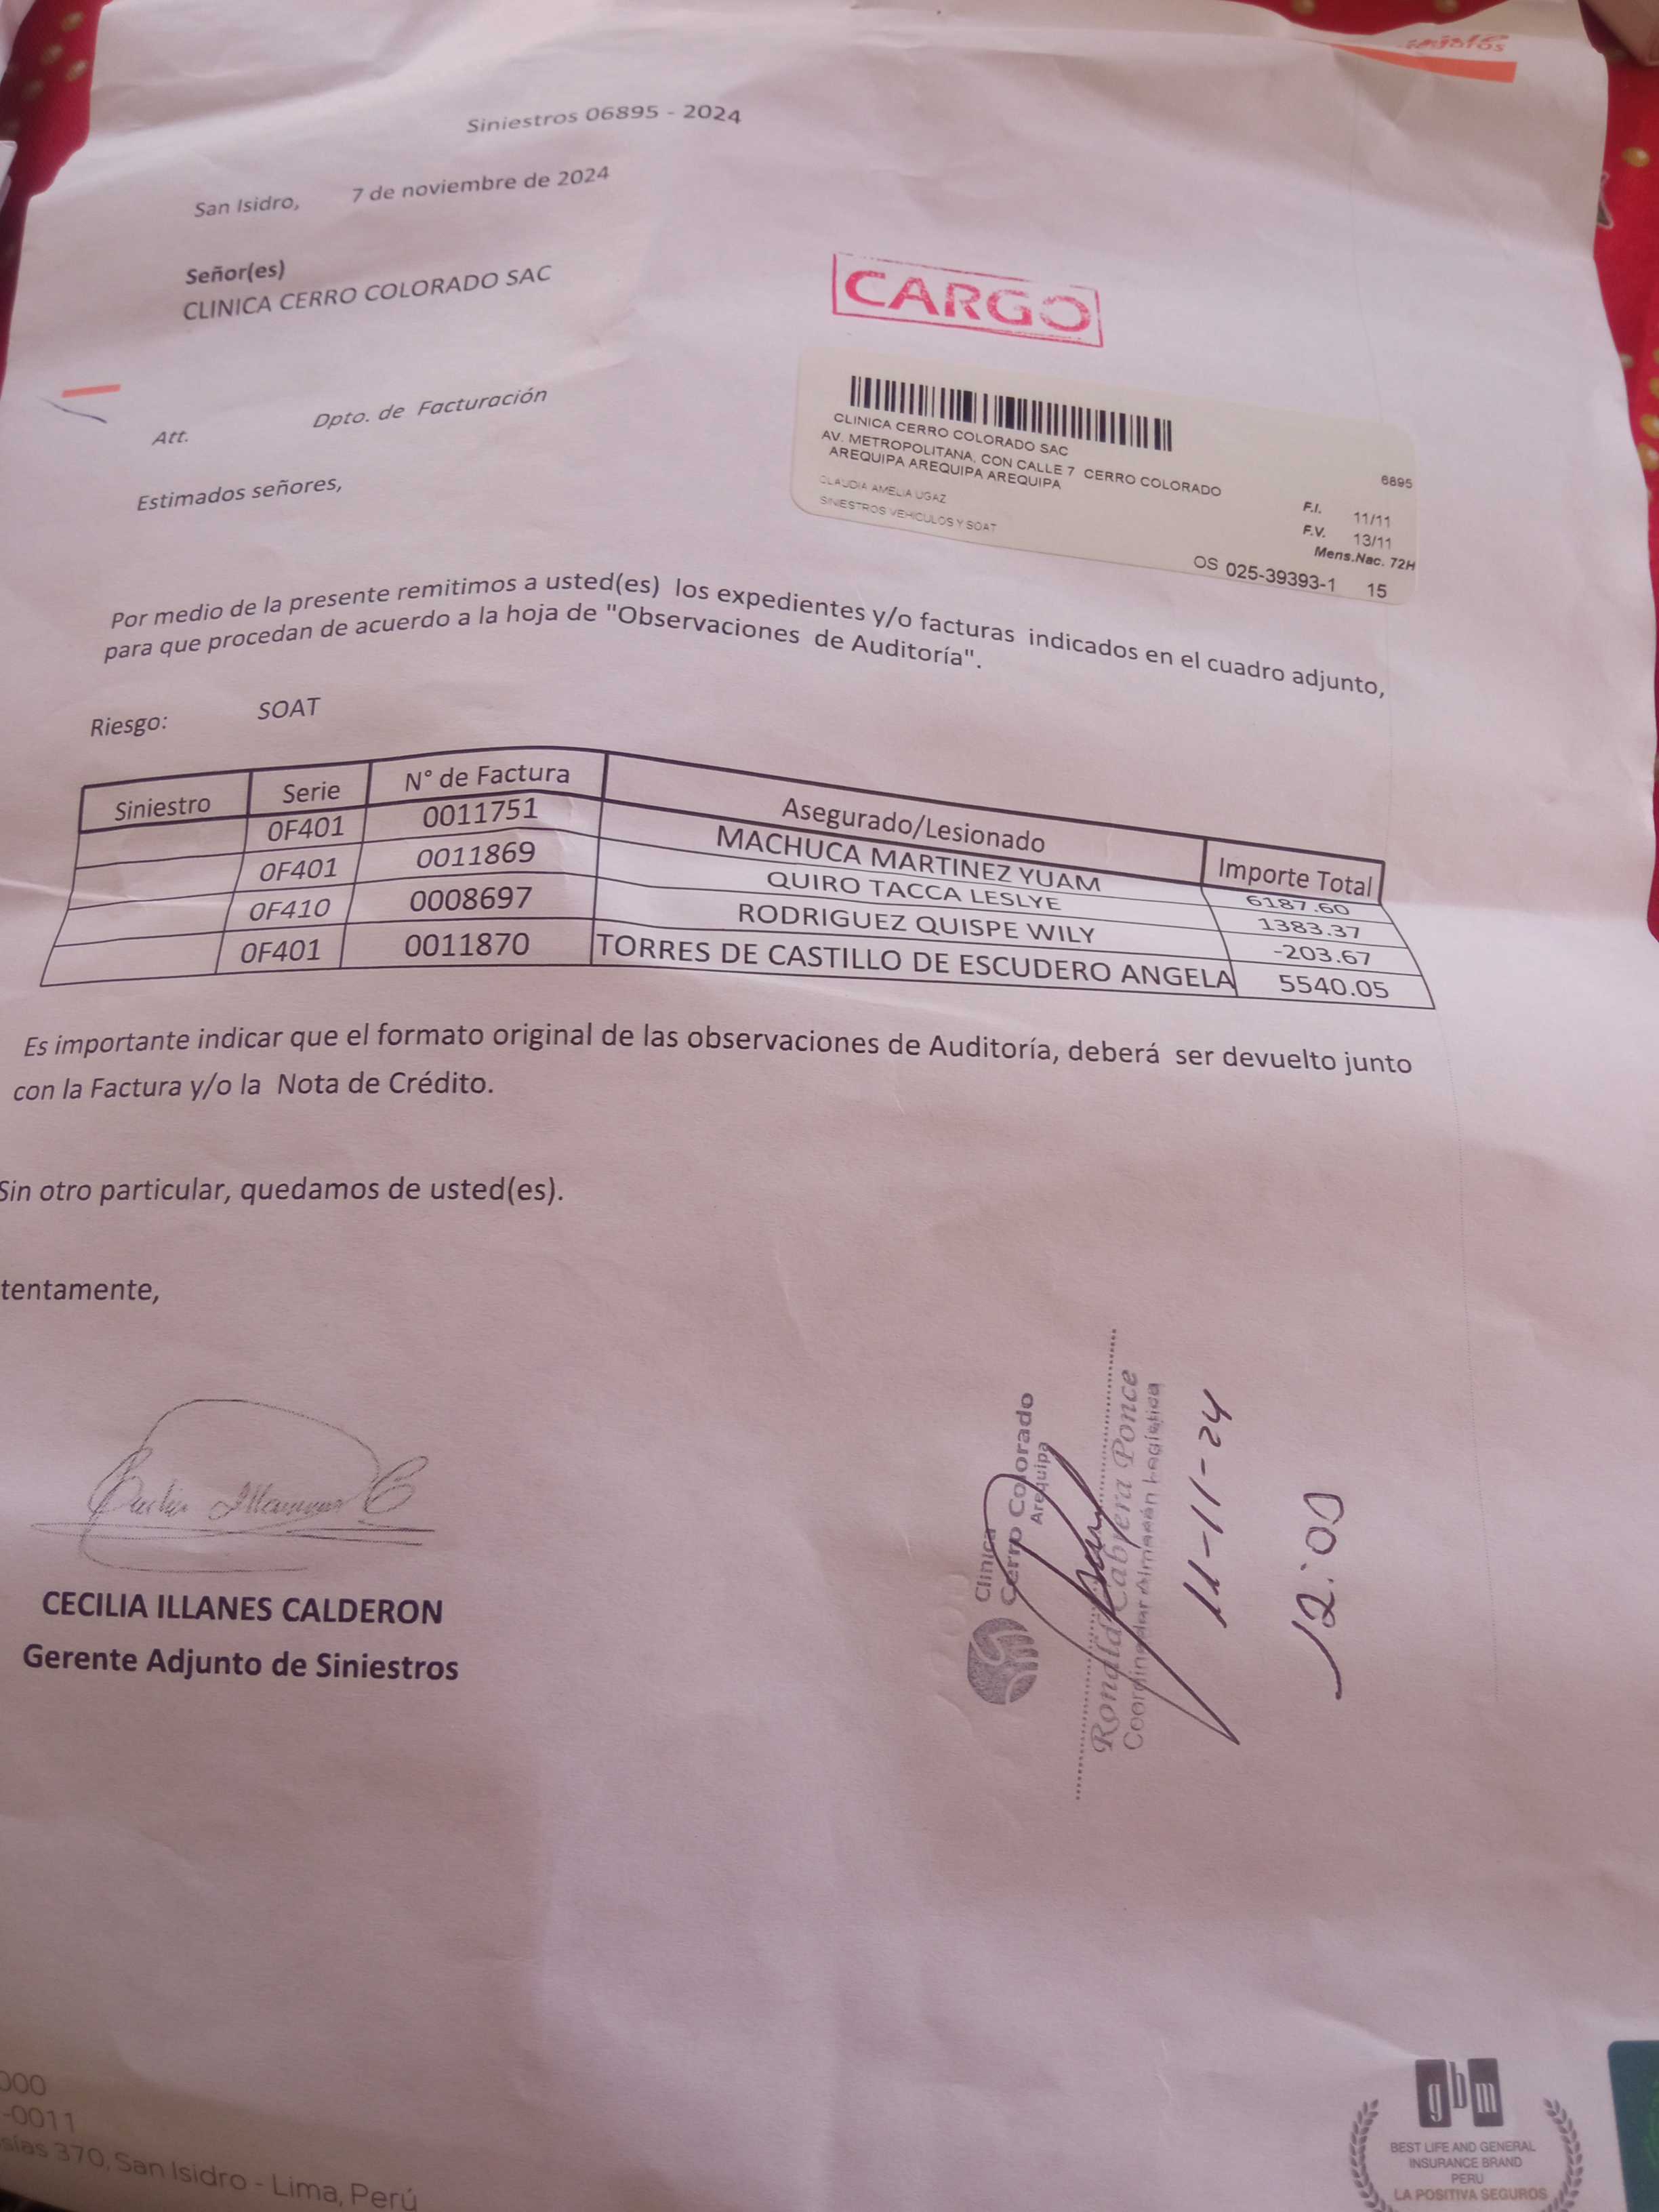 seguros
Siniestros 06895 - 2024
San Isidro, 7 de noviembre de 2024
Señor(es)
CLINICA CERRO COLORADO SAC
CARGO
Att. Dpto. de Facturación
CLINICA CERRO COLORADO SAC
AV. METROPOLITANA. CON CALLE 7 CERRO COLORADO
AREQUIPA AREQUIPA AREQUIPA
6895
CLAUDIA AMELIA UGAZ
SINIESTROS VEHICULOS Y SOAT
F.I. 11/11
F.V. 13/11
Mens.Nac. 72H
OS 025-39393-1 15
Estimados señores,
Por medio de la presente remitimos a usted(es) los expedientes y/o facturas indicados en el cuadro adjunto,
para que procedan de acuerdo a la hoja de "Observaciones de Auditoría".
Riesgo: SOAT
Siniestro Serie N° de Factura Asegurado/Lesionado Importe Total
0F401 0011751 MACHUCA MARTINEZ YUAM 6187.60
0F401 0011869 QUIRO TACCA LESLYE 1383.37
0F410 0008697 RODRIGUEZ QUISPE WILY -203.67
0F401 0011870 TORRES DE CASTILLO DE ESCUDERO ANGELA 5540.05
Es importante indicar que el formato original de las observaciones de Auditoría, deberá ser devuelto junto
con la Factura y/o la Nota de Crédito.
Sin otro particular, quedamos de usted(es).
tentamente,
CECILIA ILLANES CALDERON
Gerente Adjunto de Siniestros
Clinica
Cerro Colorado
Arequipa
Ronald Cabrera Ponce
Coordinador Almacén Logística
11-11-24
12:00
000
-0011
sías 370, San Isidro - Lima, Perú
gbm
BEST LIFE AND GENERAL
INSURANCE BRAND
PERU
LA POSITIVA SEGUROS